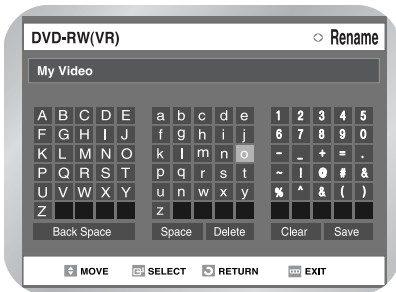 DVD-RW(VR) Rename
My Video
A B C D E a b c d e 1 2 3 4 5
F G H I J f g h i j 6 7 8 9 0
K L M N O k l m n o - _ + = .
P Q R S T p q r s t ~ ! @ # &
U V W X Y u n w x y % ^ & ( )
Z z
Back Space Space Delete Clear Save
MOVE SELECT RETURN EXIT